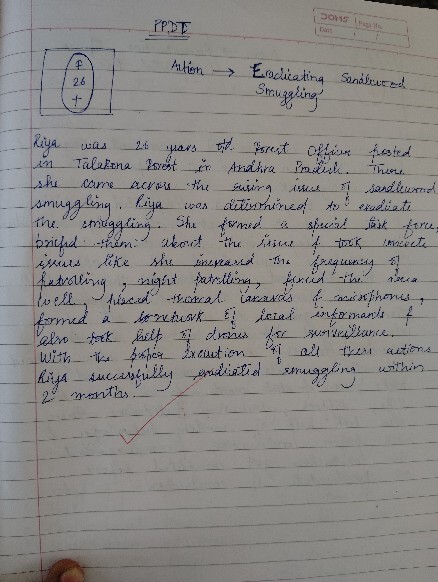 PPDT
DOMS Page No.
Date
F
26
+
Action → Eradicating Sandlewood
Smuggling
Riya was 26 years old Forest Officer posted
in Talakona Forest in Andhra Pradesh. There
she came across the rising issue of sandlewood
smuggling. Riya was determined to eradicate
the smuggling. She formed a special task force,
briefed them about the issue & took concrete
issues like she increased the frequency of
patrolling, night patrolling, fenced the area
well, placed thermal & microphones,
formed a network of local informants &
also took help of drones for surveillance.
With the proper execution of all these actions
Riya successfully eradicated smuggling within
2 months.